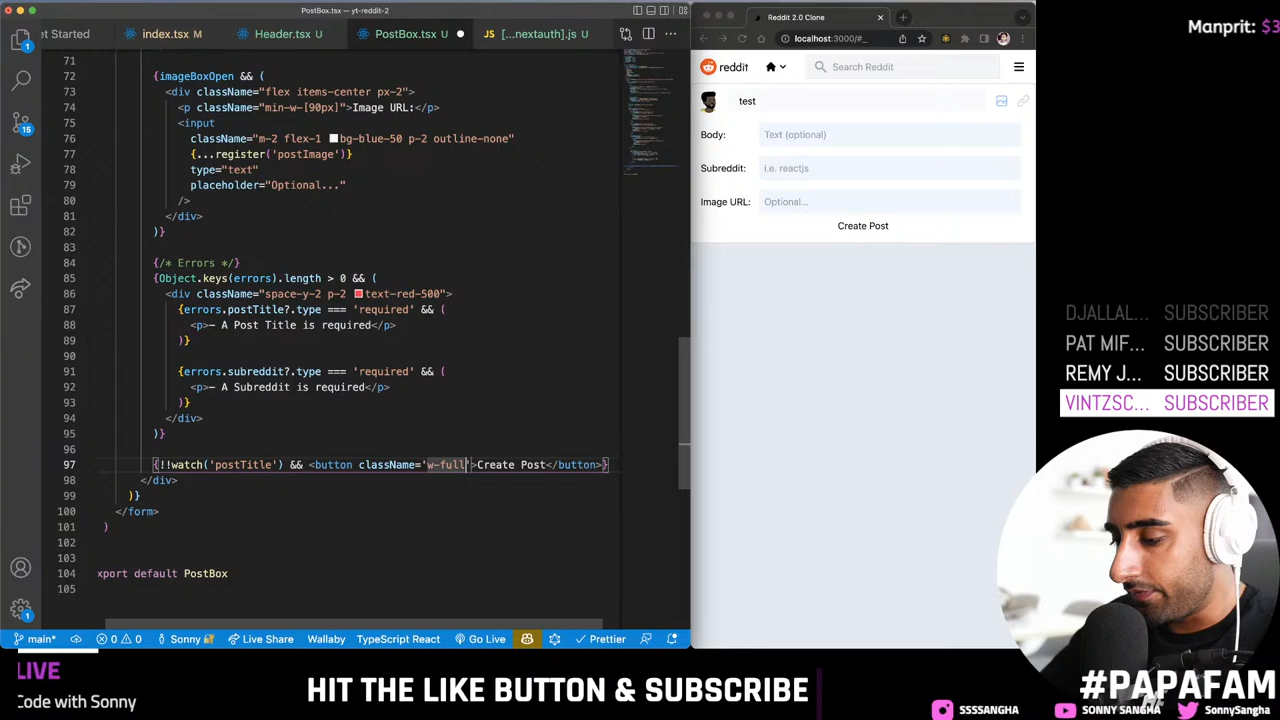 PostBox.tsx — yt-reddit-2
et Started
index.tsx M
Header.tsx U
PostBox.tsx U
[...nextauth].js U
71
72 {imageBoxOpen && (
73 <div className="flex items-center px-2">
74 <p className="min-w-[90px]">Image URL:</p>
75 <input
76 className="m-2 flex-1 bg-blue-50 p-2 outline-none"
77 {...register('postImage')}
78 type="text"
79 placeholder="Optional..."
80 />
81 </div>
82 )}
83
84 {/* Errors */}
85 {Object.keys(errors).length > 0 && (
86 <div className="space-y-2 p-2 text-red-500">
87 {errors.postTitle?.type === 'required' && (
88 <p>- A Post Title is required</p>
89 )}
90
91 {errors.subreddit?.type === 'required' && (
92 <p>- A Subreddit is required</p>
93 )}
94 </div>
95 )}
96
97 {!!watch('postTitle') && <button className='w-full'>Create Post</button>}
98 </div>
99 )}
100 </form>
101 )
102
103
104 xport default PostBox
105
1
15
1
main*
0 0
Sonny
Live Share
Wallaby
TypeScript React
Go Live
Prettier
Reddit 2.0 Clone
localhost:3000/#_
reddit
Search Reddit
test
Body:
Text (optional)
Subreddit:
i.e. reactjs
Image URL:
Optional...
Create Post
Manprit: $3
DJALLAL... SUBSCRIBER
PAT MIF... SUBSCRIBER
REMY J... SUBSCRIBER
VINTZSC... SUBSCRIBER
LIVE
Code with Sonny
HIT THE LIKE BUTTON & SUBSCRIBE
#PAPAFAM
SSSSANGHA
SONNY SANGHA
SonnySangha